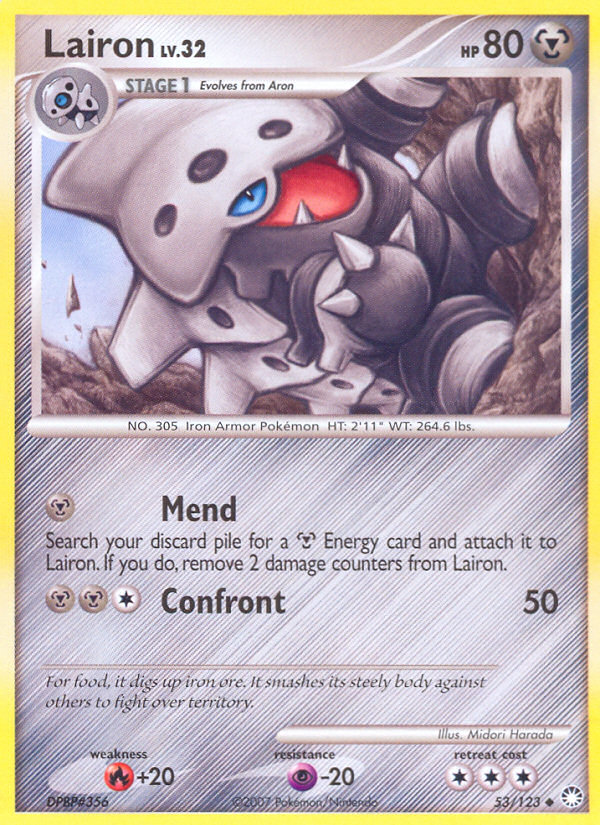 Lairon LV.32 HP 80
STAGE 1 Evolves from Aron
NO. 305 Iron Armor Pokémon HT: 2'11" WT: 264.6 lbs.
Mend
Search your discard pile for a Energy card and attach it to
Lairon. If you do, remove 2 damage counters from Lairon.
Confront 50
For food, it digs up iron ore. It smashes its steely body against
others to fight over territory.
Illus. Midori Harada
weakness resistance retreat cost
+20 -20
DPBP#356 ©2007 Pokémon/Nintendo 53/123